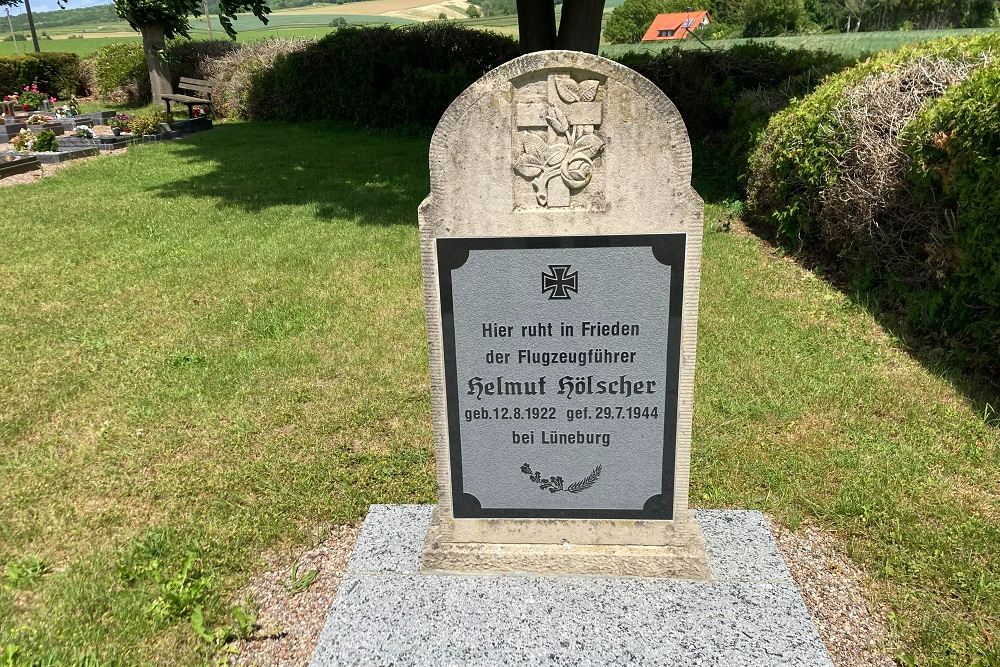 Hier ruht in Frieden
der Flugzeugführer
Helmut Hölscher
geb. 12.8.1922 gef. 29.7.1944
bei Lüneburg